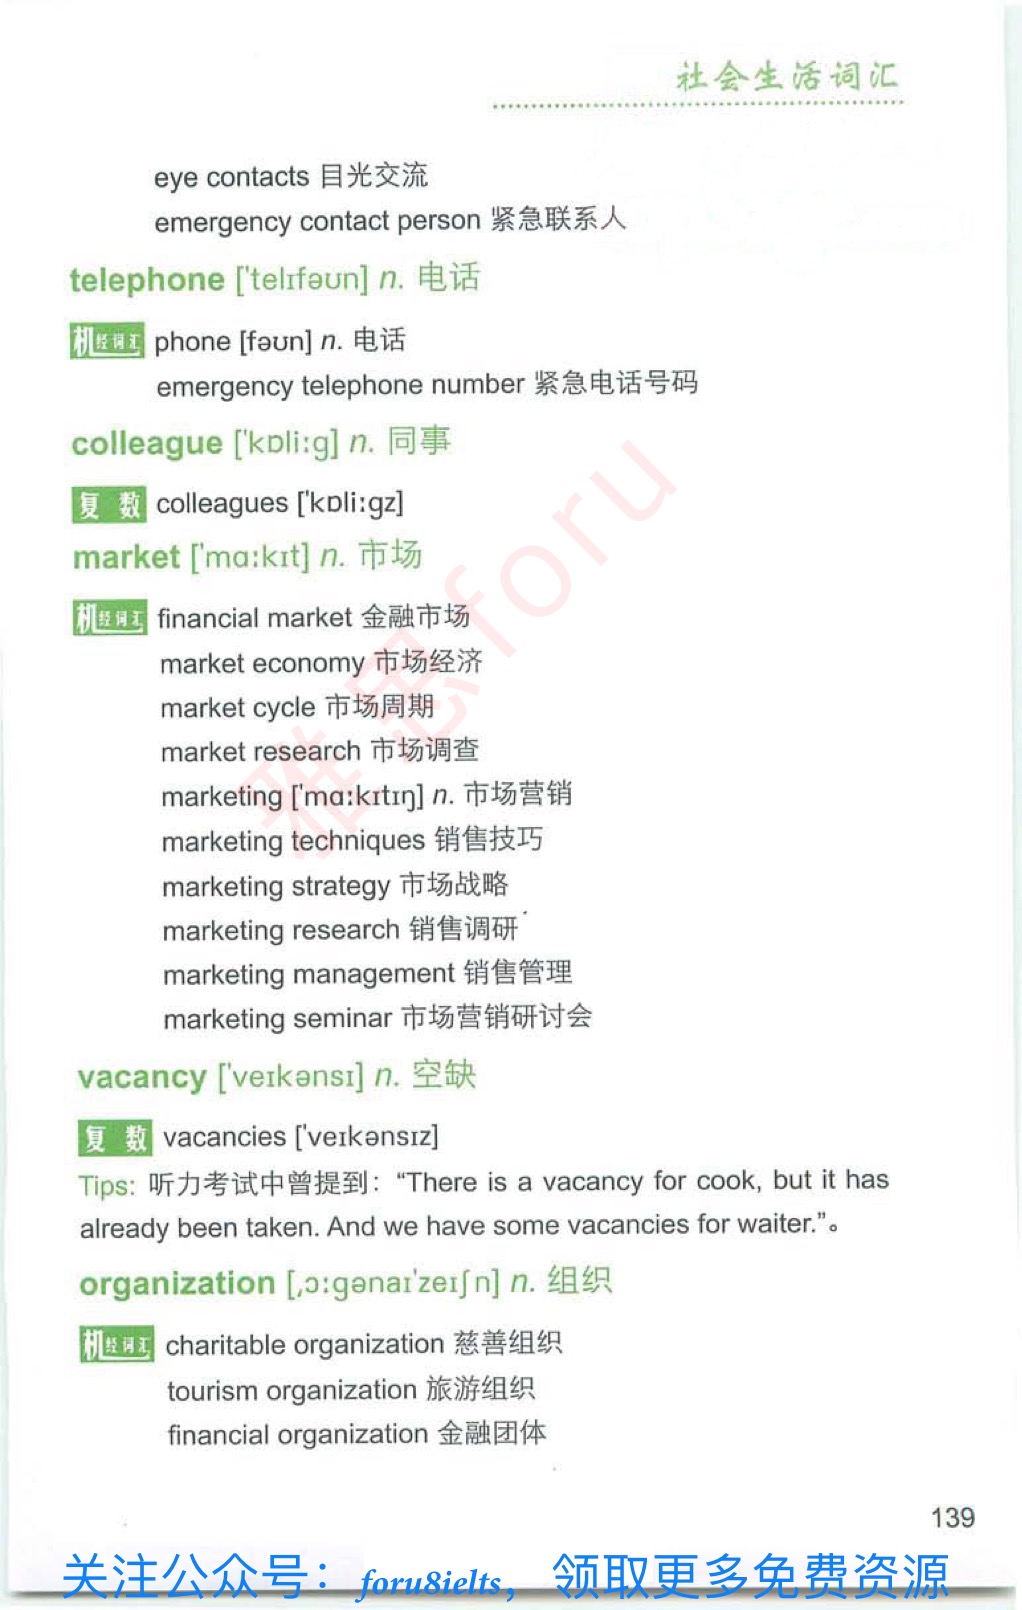 社会生活词汇
eye contacts 目光交流
emergency contact person 紧急联系人
telephone ['telɪfəʊn] n. 电话
机经词汇 phone [fəʊn] n. 电话
emergency telephone number 紧急电话号码
colleague ['kɒliːg] n. 同事
复数 colleagues ['kɒliːgz]
market ['mɑːkɪt] n. 市场
机经词汇 financial market 金融市场
market economy 市场经济
market cycle 市场周期
market research 市场调查
marketing ['mɑːkɪtɪŋ] n. 市场营销
marketing techniques 销售技巧
marketing strategy 市场战略
marketing research 销售调研
marketing management 销售管理
marketing seminar 市场营销研讨会
vacancy ['veɪkənsɪ] n. 空缺
复数 vacancies ['veɪkənsɪz]
Tips: 听力考试中曾提到：“There is a vacancy for cook, but it has
already been taken. And we have some vacancies for waiter.”。
organization [ˌɔːgənaɪ'zeɪʃn] n. 组织
机经词汇 charitable organization 慈善组织
tourism organization 旅游组织
financial organization 金融团体
139
雅思foru
关注公众号：foru8ielts，领取更多免费资源